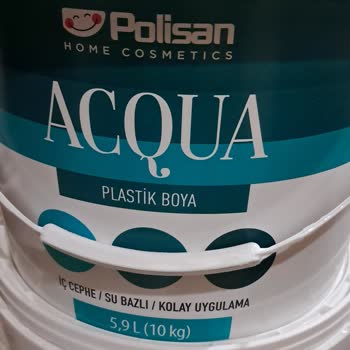 Polisan
HOME COSMETICS
ACQUA
PLASTİK BOYA
İÇ CEPHE / SU BAZLI / KOLAY UYGULAMA
5,9 L (10 kg)